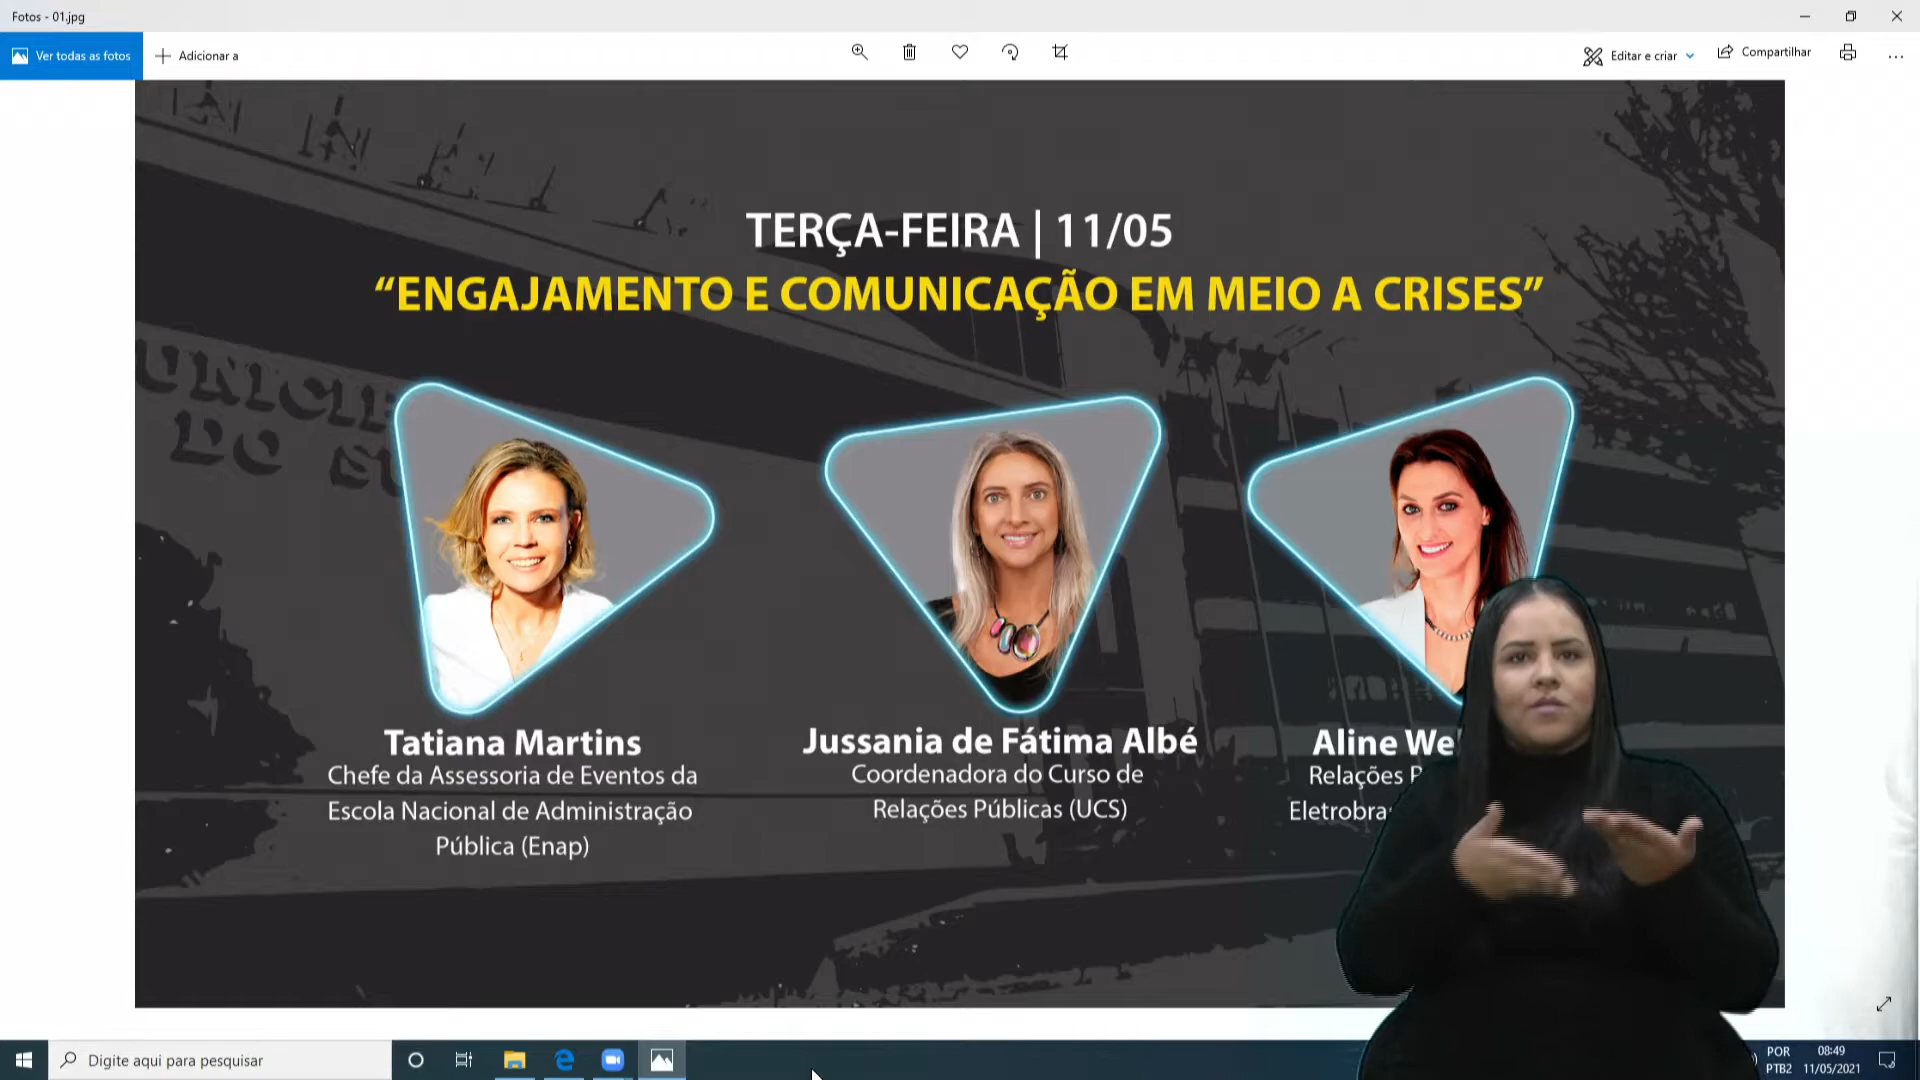 Fotos - 01.jpg
Ver todas as fotos
Adicionar a
Editar e criar
Compartilhar
TERÇA-FEIRA | 11/05
“ENGAJAMENTO E COMUNICAÇÃO EM MEIO A CRISES”
Tatiana Martins
Chefe da Assessoria de Eventos da
Escola Nacional de Administração
Pública (Enap)
Jussania de Fátima Albé
Coordenadora do Curso de
Relações Públicas (UCS)
Aline
Relações
Digite aqui para pesquisar
POR
PTB2
08:49
11/05/2021